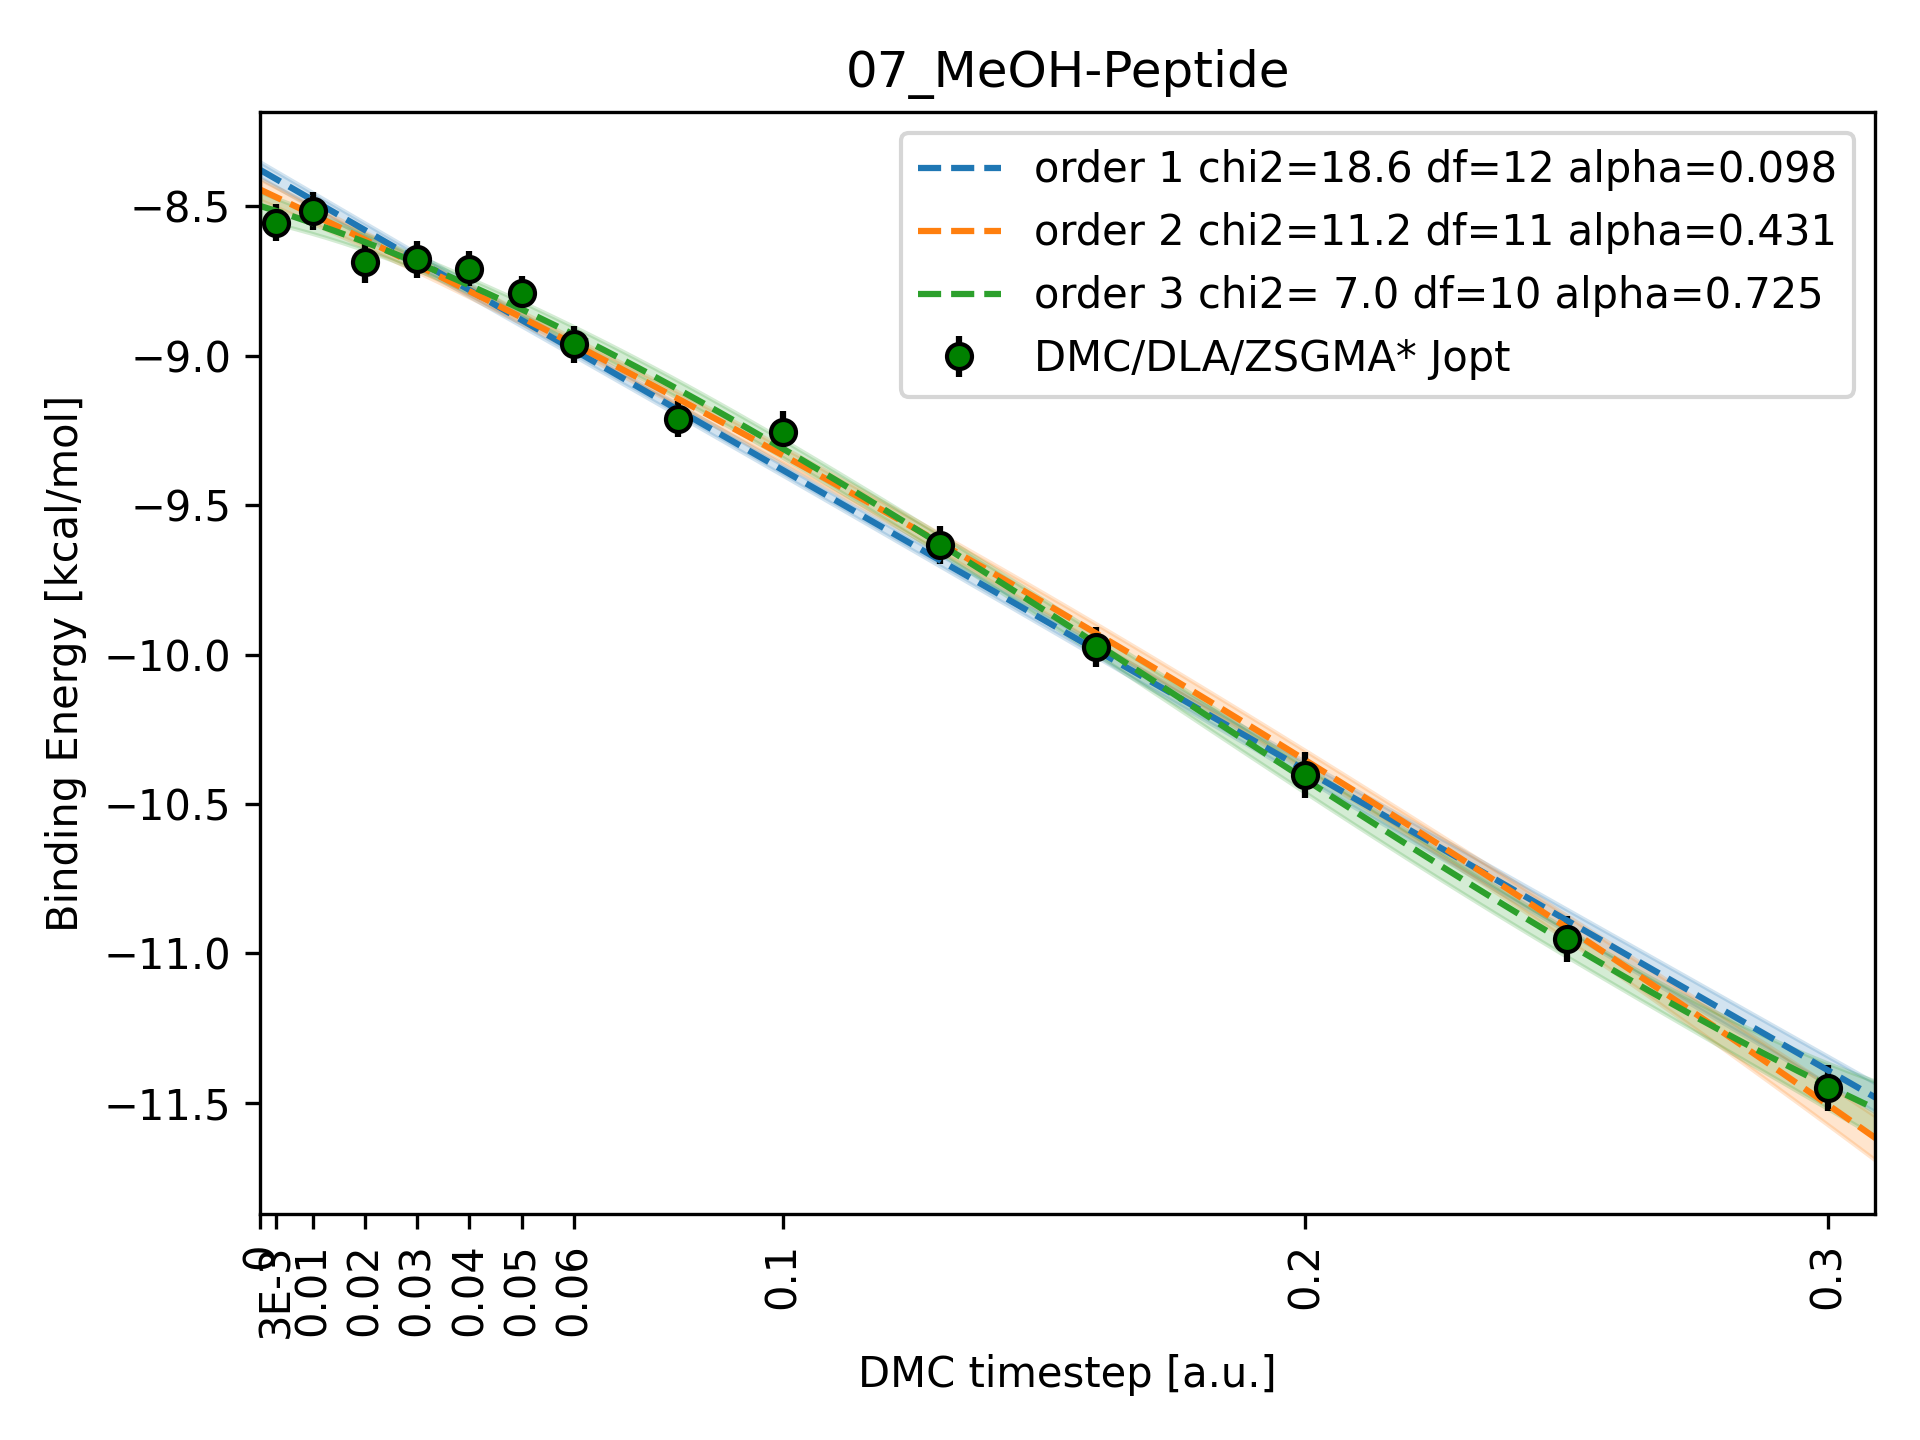 07_MeOH-Peptide
order 1 chi2=18.6 df=12 alpha=0.098
order 2 chi2=11.2 df=11 alpha=0.431
order 3 chi2= 7.0 df=10 alpha=0.725
DMC/DLA/ZSGMA* Jopt
Binding Energy [kcal/mol]
−8.5
−9.0
−9.5
−10.0
−10.5
−11.0
−11.5
0
3E-3
0.01
0.02
0.03
0.04
0.05
0.06
0.1
0.2
0.3
DMC timestep [a.u.]